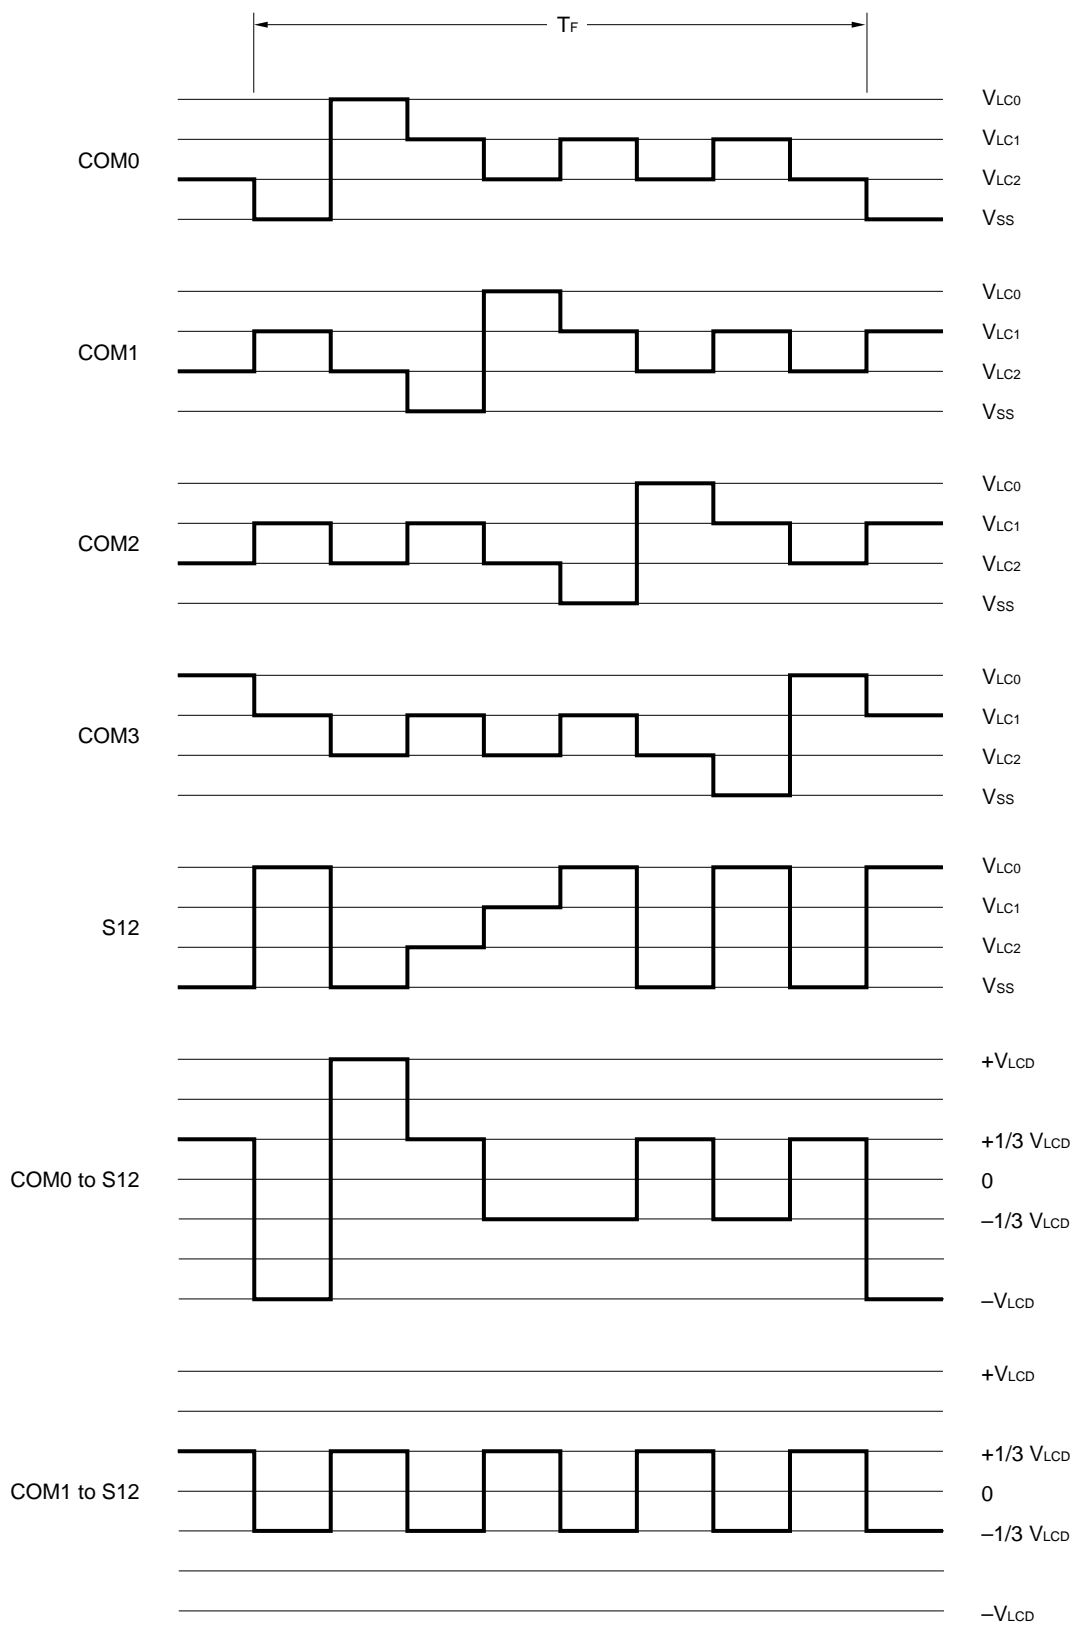 TF
VLC0
VLC1
COM0
VLC2
VSS
VLC0
VLC1
COM1
VLC2
VSS
VLC0
VLC1
COM2
VLC2
VSS
VLC0
VLC1
COM3
VLC2
VSS
VLC0
VLC1
S12
VLC2
VSS
+VLCD
+1/3 VLCD
COM0 to S12
0
–1/3 VLCD
–VLCD
+VLCD
+1/3 VLCD
COM1 to S12
0
–1/3 VLCD
–VLCD